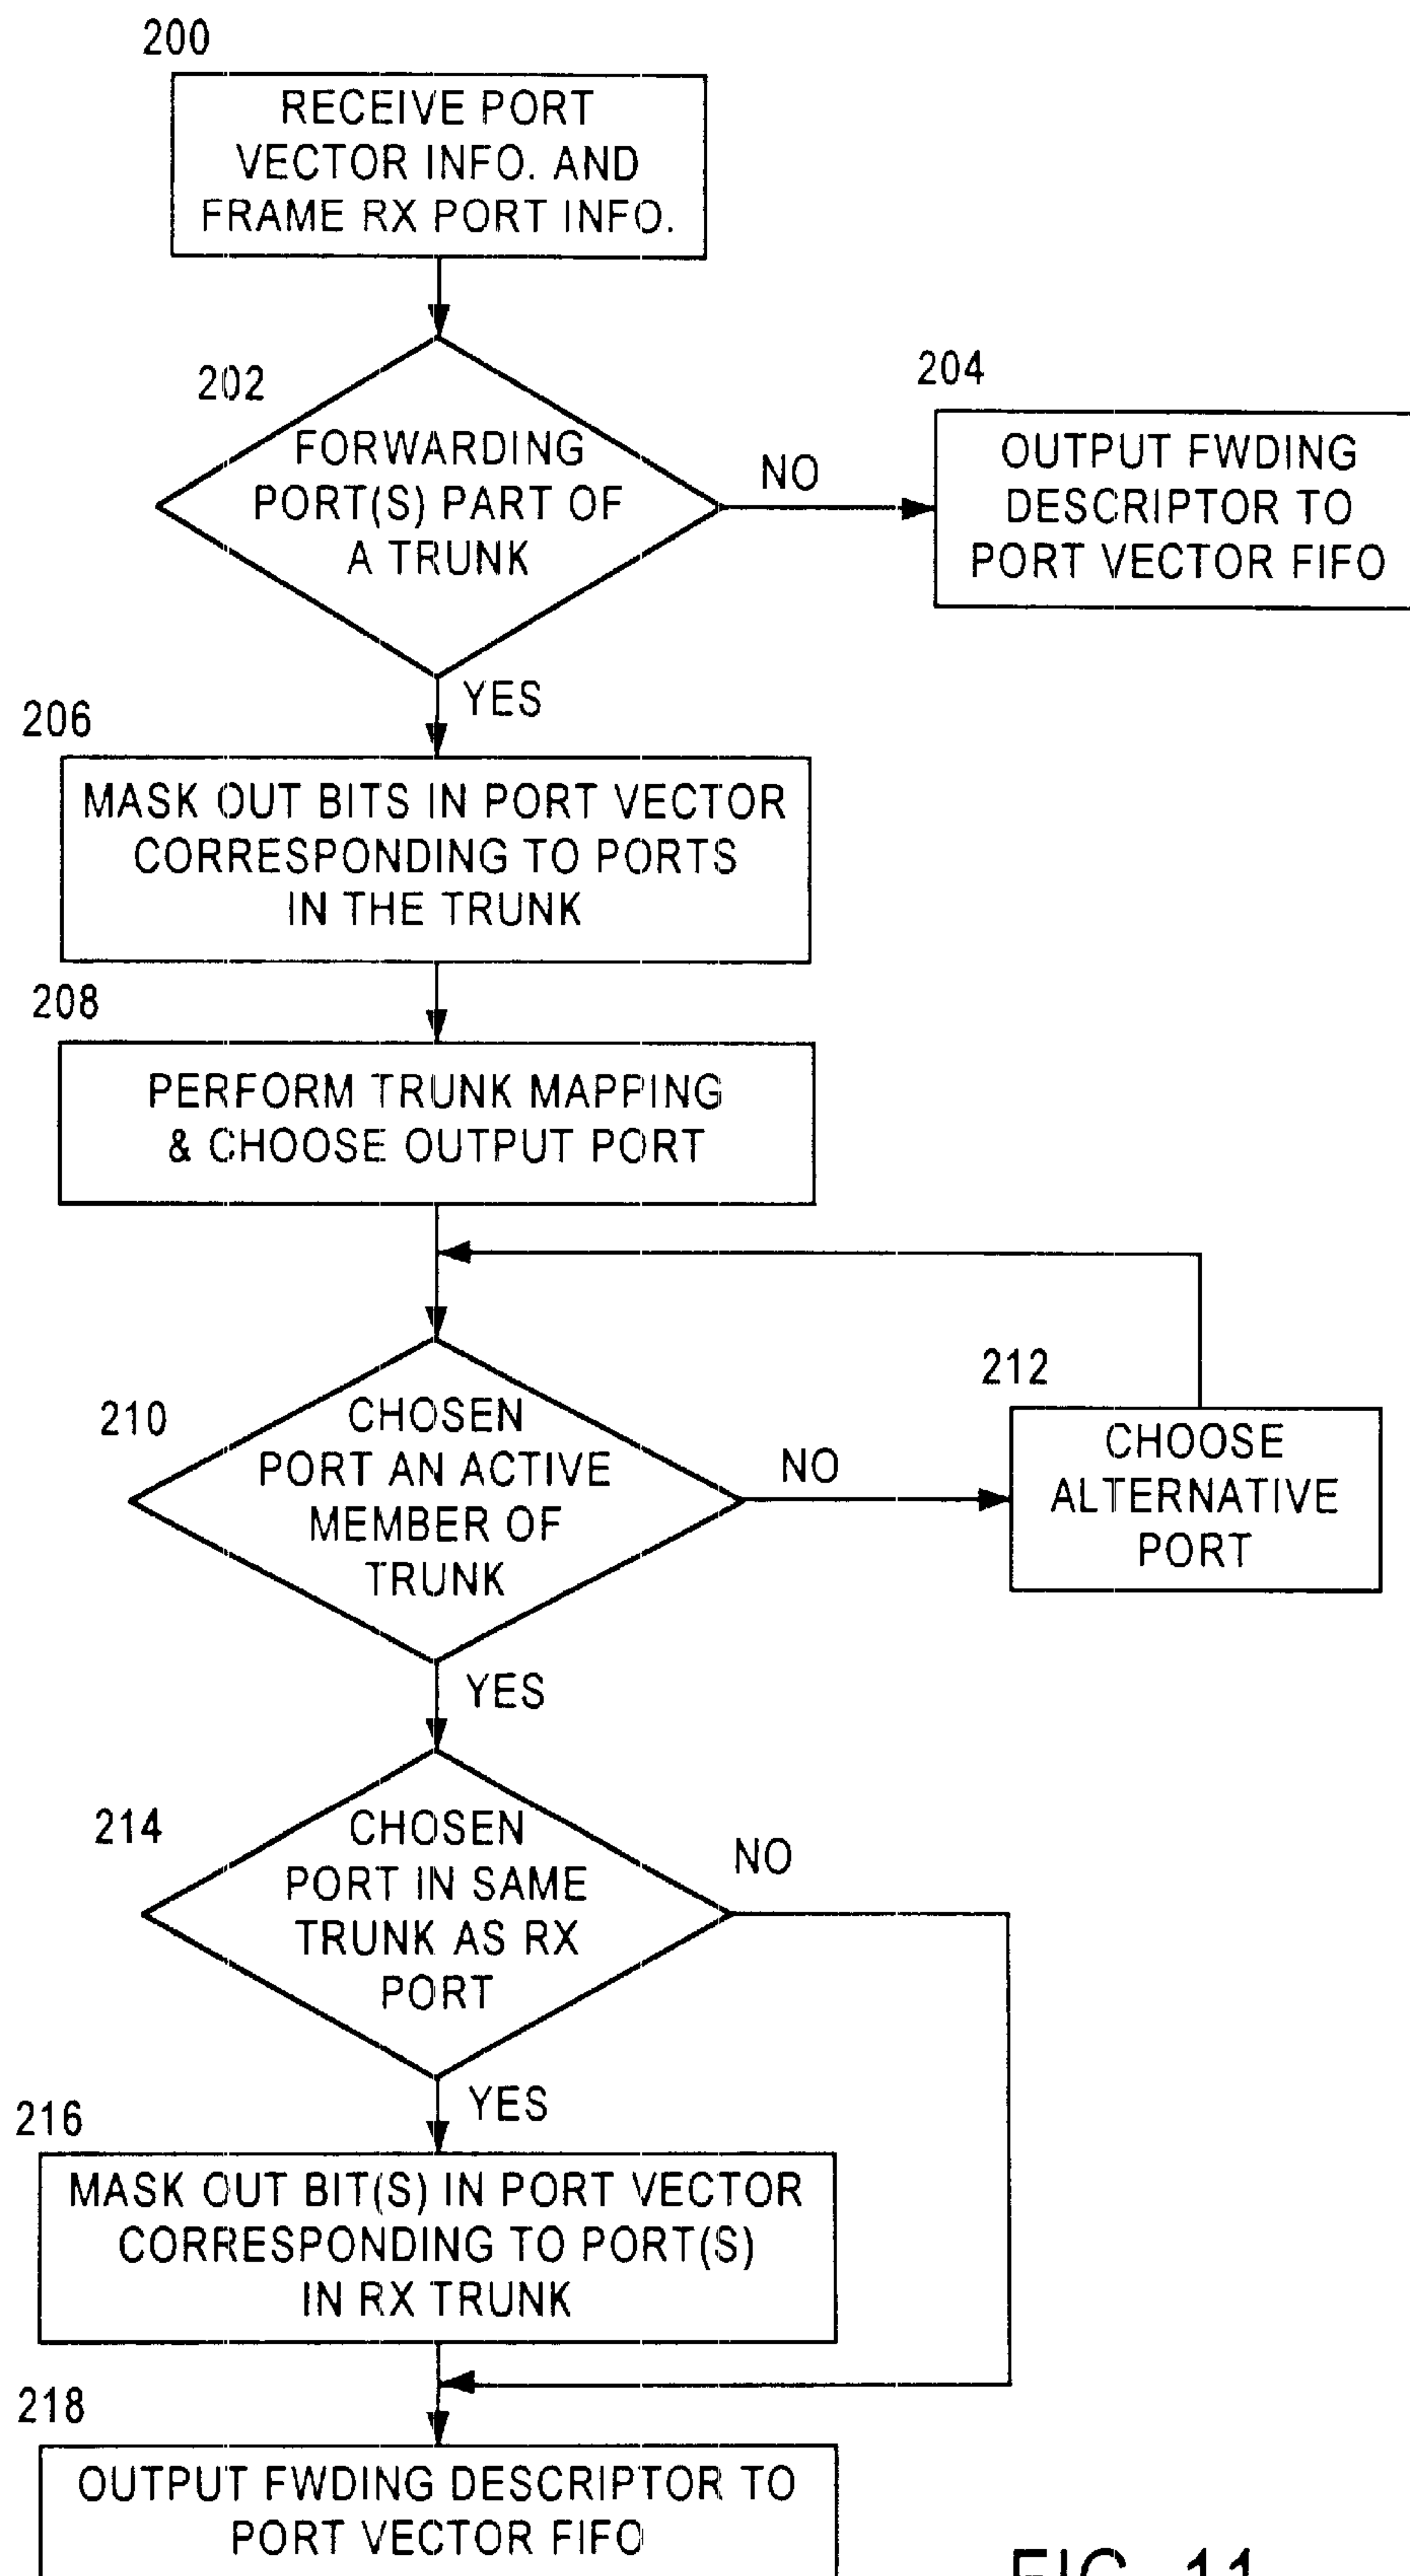 200
RECEIVE PORT
VECTOR INFO. AND
FRAME RX PORT INFO.
202
FORWARDING
PORT(S) PART OF
A TRUNK
NO
204
OUTPUT FWDING
DESCRIPTOR TO
PORT VECTOR FIFO
YES
206
MASK OUT BITS IN PORT VECTOR
CORRESPONDING TO PORTS
IN THE TRUNK
208
PERFORM TRUNK MAPPING
& CHOOSE OUTPUT PORT
210
CHOSEN
PORT AN ACTIVE
MEMBER OF
TRUNK
NO
212
CHOOSE
ALTERNATIVE
PORT
YES
214
CHOSEN
PORT IN SAME
TRUNK AS RX
PORT
NO
YES
216
MASK OUT BIT(S) IN PORT VECTOR
CORRESPONDING TO PORT(S)
IN RX TRUNK
218
OUTPUT FWDING DESCRIPTOR TO
PORT VECTOR FIFO
FIG. 11